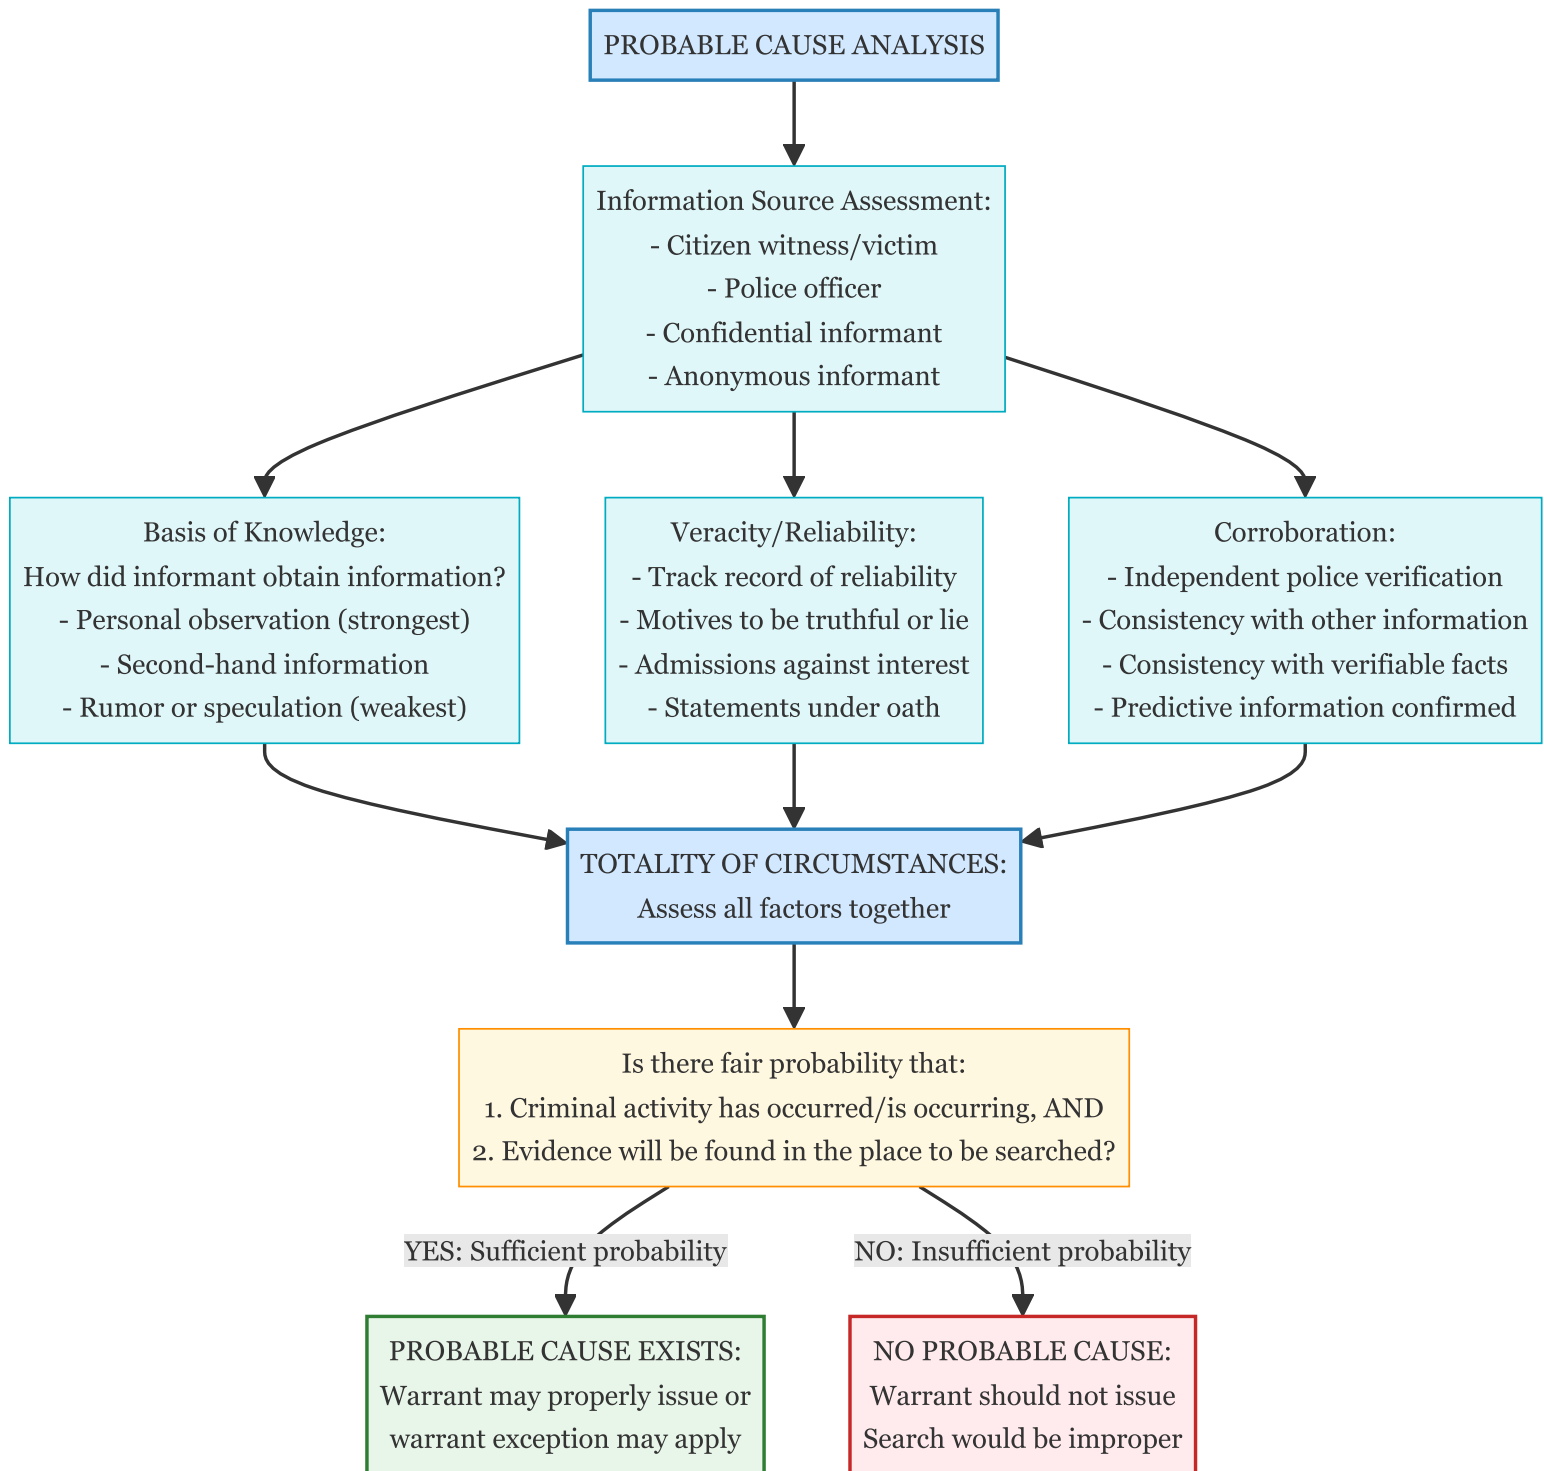 PROBABLE CAUSE ANALYSIS
Information Source Assessment:
- Citizen witness/victim
- Police officer
- Confidential informant
- Anonymous informant
Basis of Knowledge:
How did informant obtain information?
- Personal observation (strongest)
- Second-hand information
- Rumor or speculation (weakest)
Veracity/Reliability:
- Track record of reliability
- Motives to be truthful or lie
- Admissions against interest
- Statements under oath
Corroboration:
- Independent police verification
- Consistency with other information
- Consistency with verifiable facts
- Predictive information confirmed
TOTALITY OF CIRCUMSTANCES:
Assess all factors together
Is there fair probability that:
1. Criminal activity has occurred/is occurring, AND
2. Evidence will be found in the place to be searched?
YES: Sufficient probability
NO: Insufficient probability
PROBABLE CAUSE EXISTS:
Warrant may properly issue or
warrant exception may apply
NO PROBABLE CAUSE:
Warrant should not issue
Search would be improper